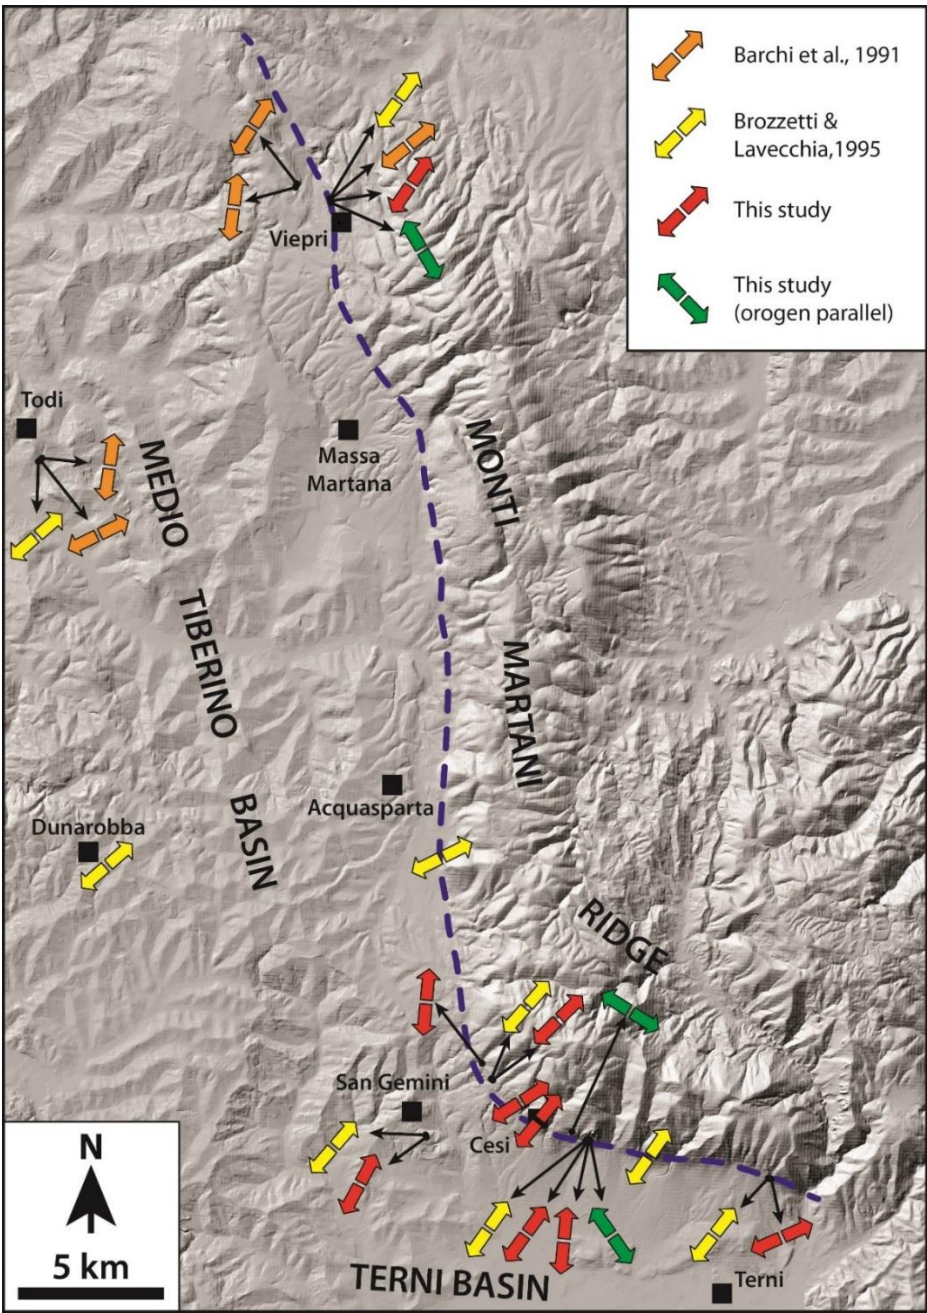 Barchi et al., 1991
Brozzetti &
Lavecchia,1995
This study
This study
(orogen parallel)
Viepri
Todi
Massa
Martana
MEDIO
TIBERINO
BASIN
MONTI
MARTANI
RIDGE
Acquasparta
Dunarobba
San Gemini
Cesi
Terni
TERNI BASIN
N
5 km